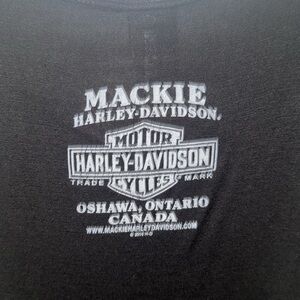 MACKIE
HARLEY-DAVIDSON®
MOTOR
HARLEY-DAVIDSON
TRADE MARK
CYCLES
OSHAWA, ONTARIO
CANADA
WWW.MACKIEHARLEYDAVIDSON.COM